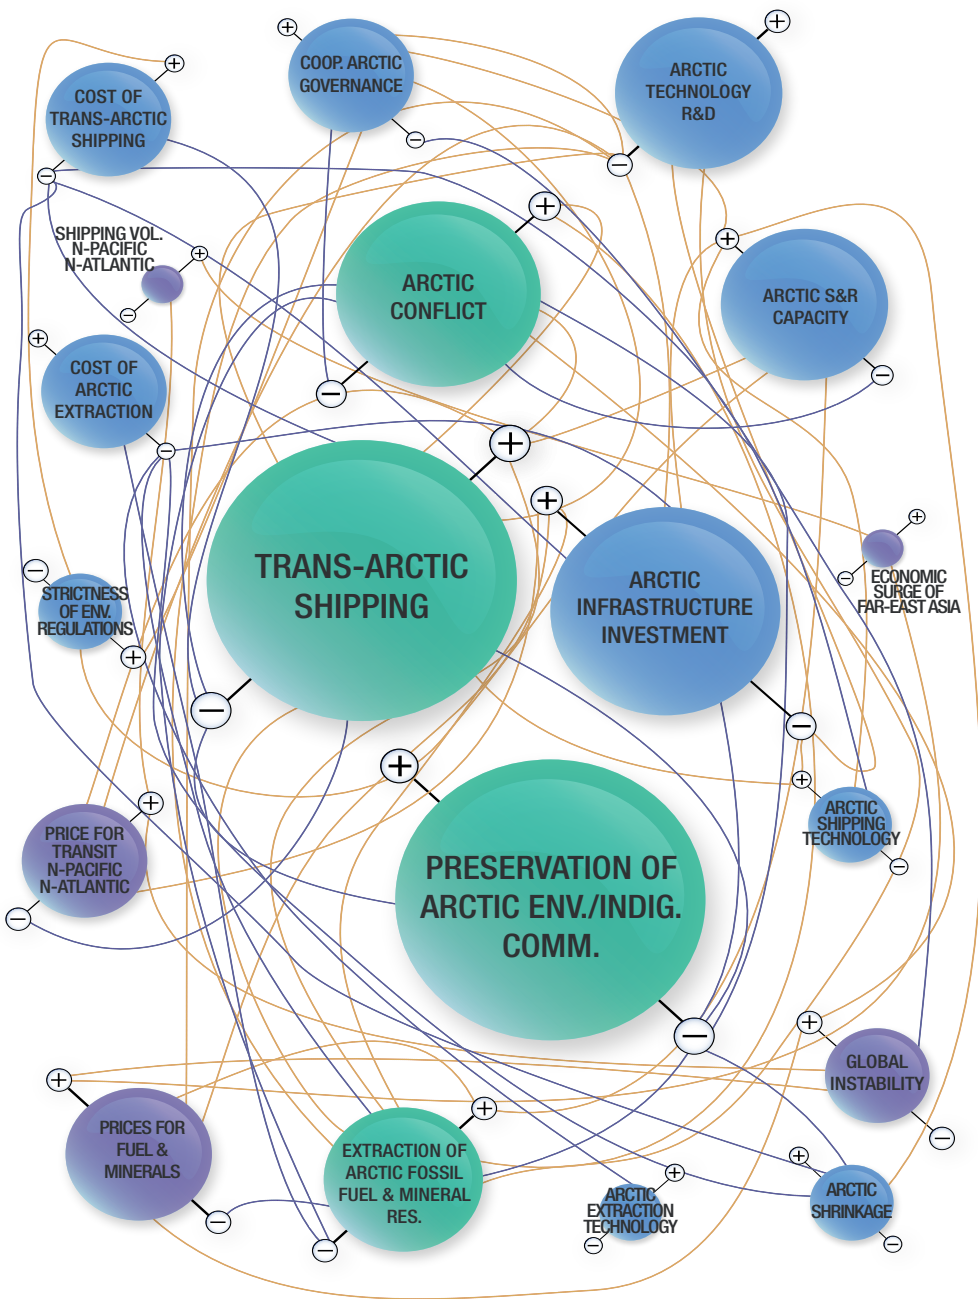 COOP. ARCTIC
GOVERNANCE
ARCTIC
TECHNOLOGY
R&D
COST OF
TRANS-ARCTIC
SHIPPING
SHIPPING VOL.
N-PACIFIC
N-ATLANTIC
ARCTIC
CONFLICT
ARCTIC S&R
CAPACITY
COST OF
ARCTIC
EXTRACTION
TRANS-ARCTIC
SHIPPING
ARCTIC
INFRASTRUCTURE
INVESTMENT
ECONOMIC
SURGE OF
FAR-EAST ASIA
STRICTNESS
OF ENV.
REGULATIONS
PRICE FOR
TRANSIT
N-PACIFIC
N-ATLANTIC
ARCTIC
SHIPPING
TECHNOLOGY
PRESERVATION OF
ARCTIC ENV./INDIG.
COMM.
GLOBAL
INSTABILITY
PRICES FOR
FUEL &
MINERALS
EXTRACTION OF
ARCTIC FOSSIL
FUEL & MINERAL
RES.
ARCTIC
EXTRACTION
TECHNOLOGY
ARCTIC
SHRINKAGE